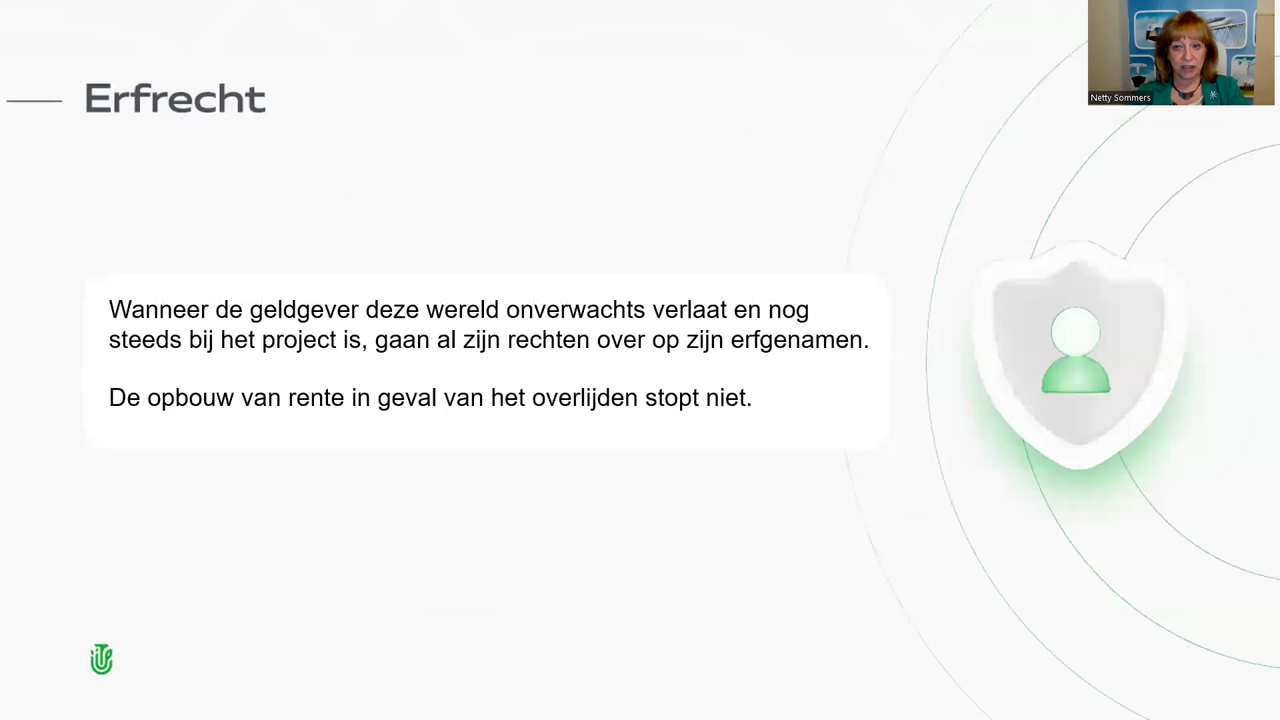 Erfrecht
Netty Sommers
Wanneer de geldgever deze wereld onverwachts verlaat en nog
steeds bij het project is, gaan al zijn rechten over op zijn erfgenamen.
De opbouw van rente in geval van het overlijden stopt niet.